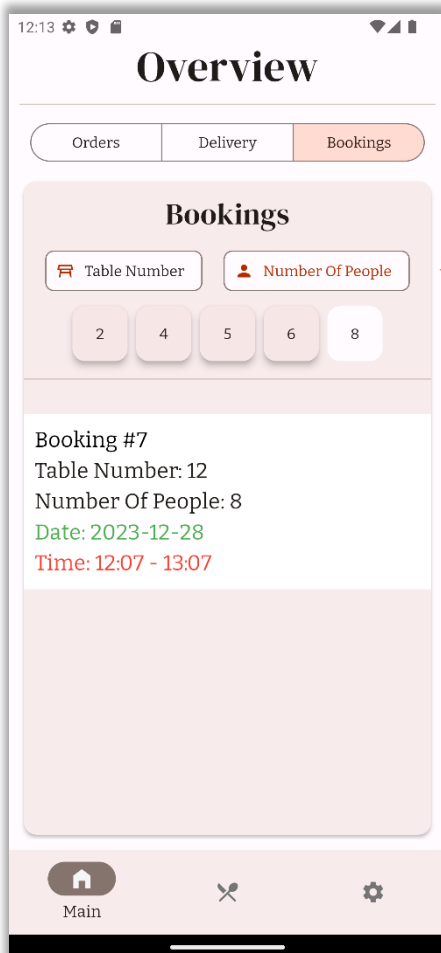 12:13
Overview
Orders Delivery Bookings
Bookings
Table Number Number Of People
2 4 5 6 8
Booking #7
Table Number: 12
Number Of People: 8
Date: 2023-12-28
Time: 12:07 - 13:07
Main